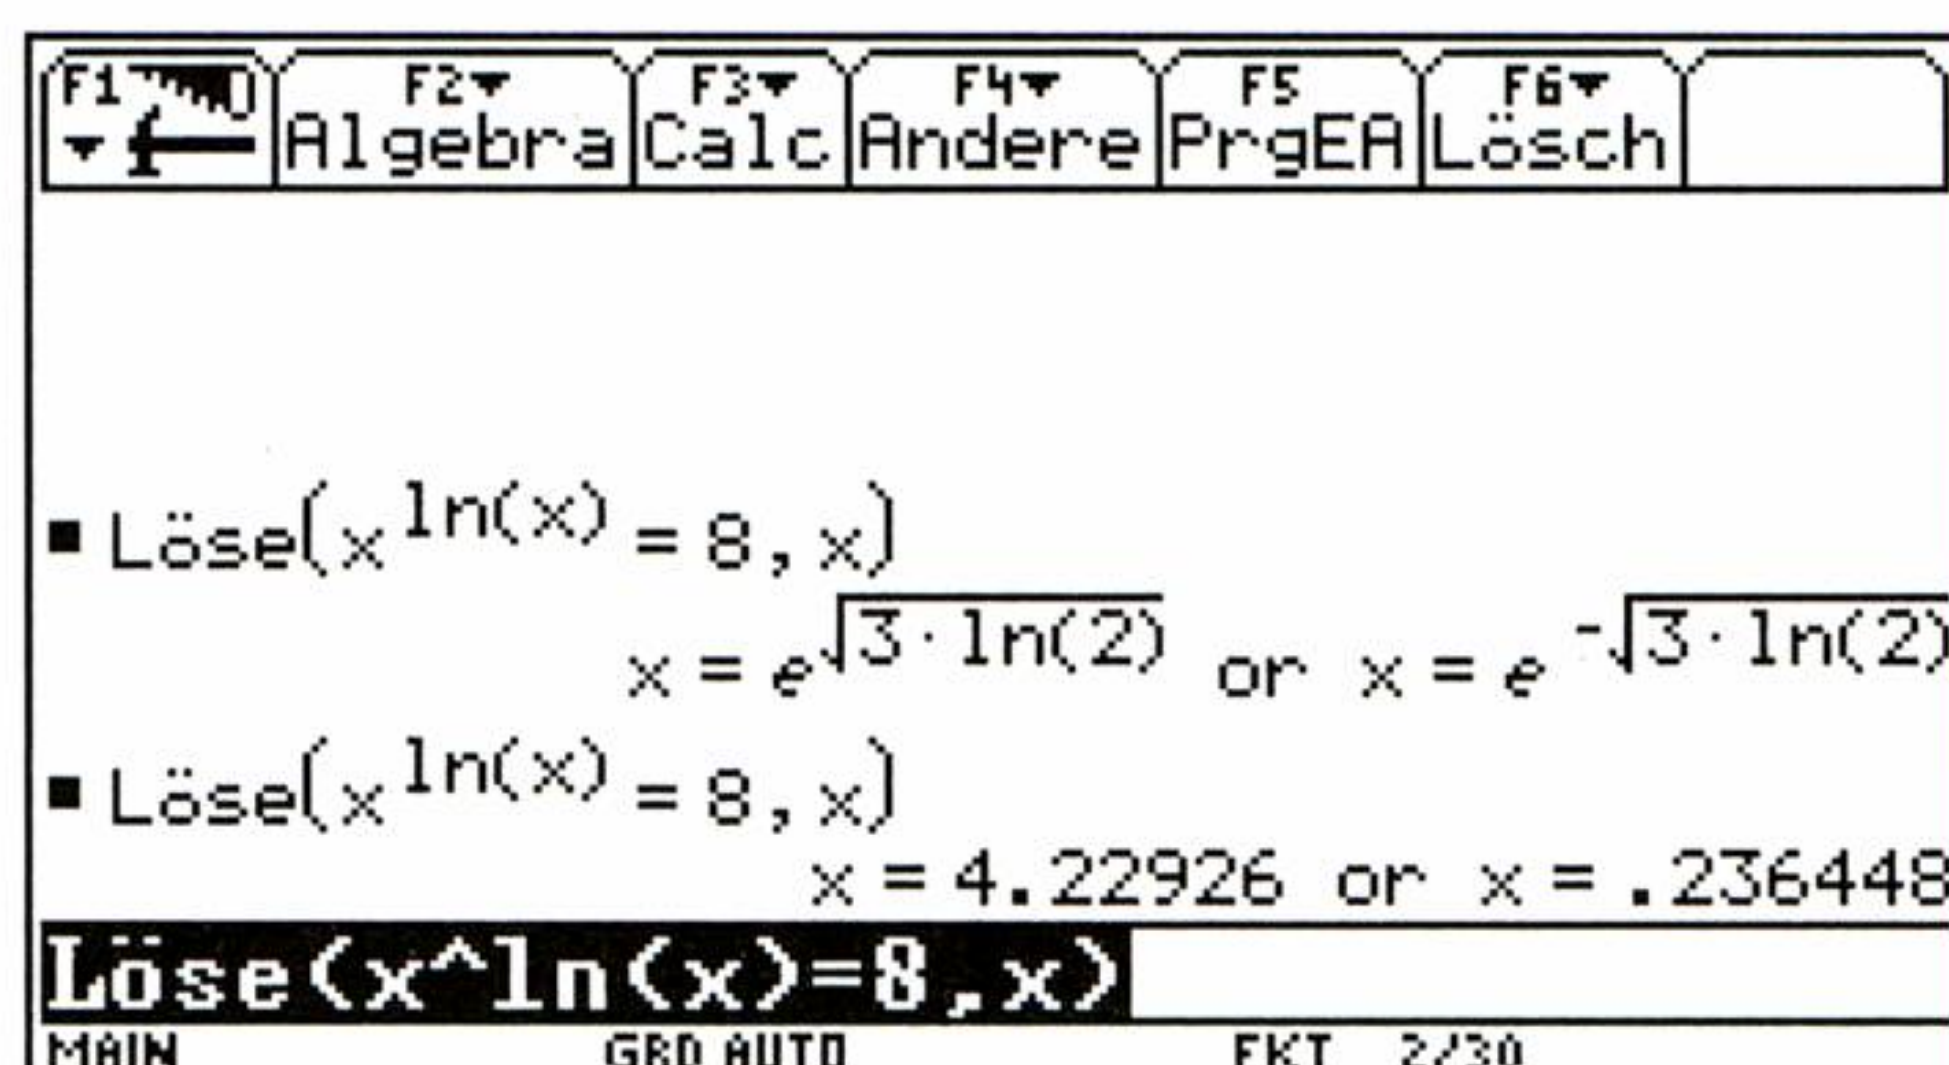 F1 F2 F3 F4 F5 F6
Algebra Calc Andere PrgEA Lösch
Löse(x^ln(x) = 8, x)
x = e^√3·ln(2) or x = e^-√3·ln(2)
Löse(x^ln(x) = 8, x)
x = 4.22926 or x = .236448
Löse(x^ln(x)=8,x)
MAIN GRD AUTO FKT 2/30